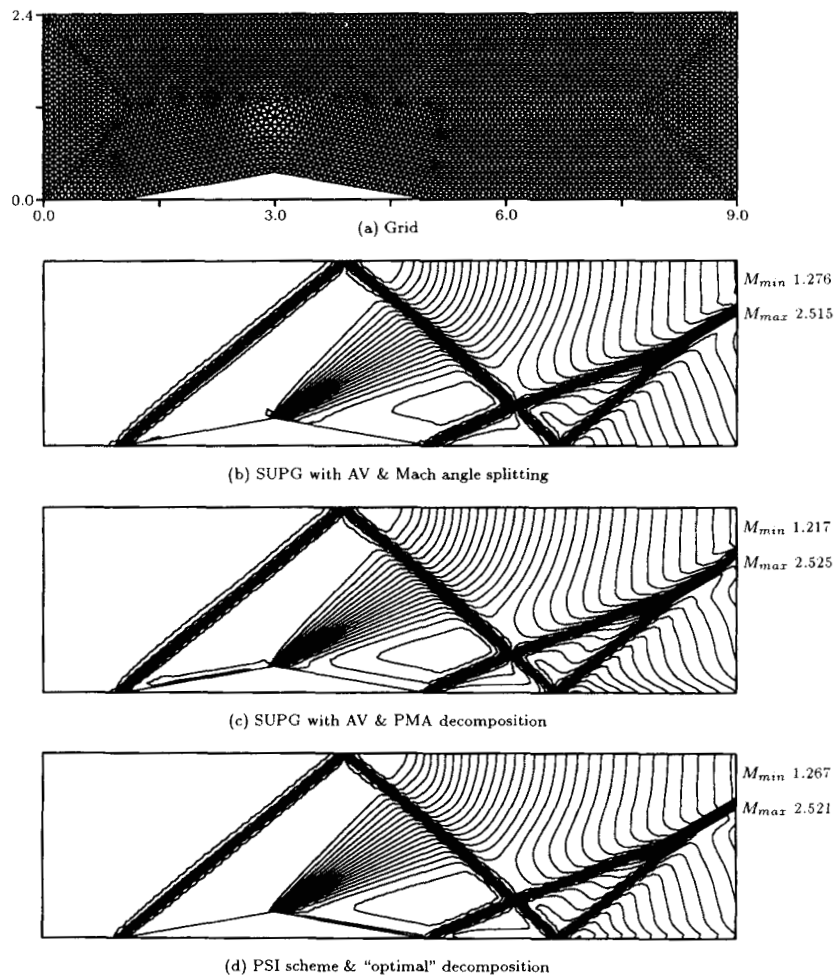 2.4
0.0
0.0 3.0 6.0 9.0
(a) Grid
M_min 1.276
M_max 2.515
(b) SUPG with AV & Mach angle splitting
M_min 1.217
M_max 2.525
(c) SUPG with AV & PMA decomposition
M_min 1.267
M_max 2.521
(d) PSI scheme & "optimal" decomposition